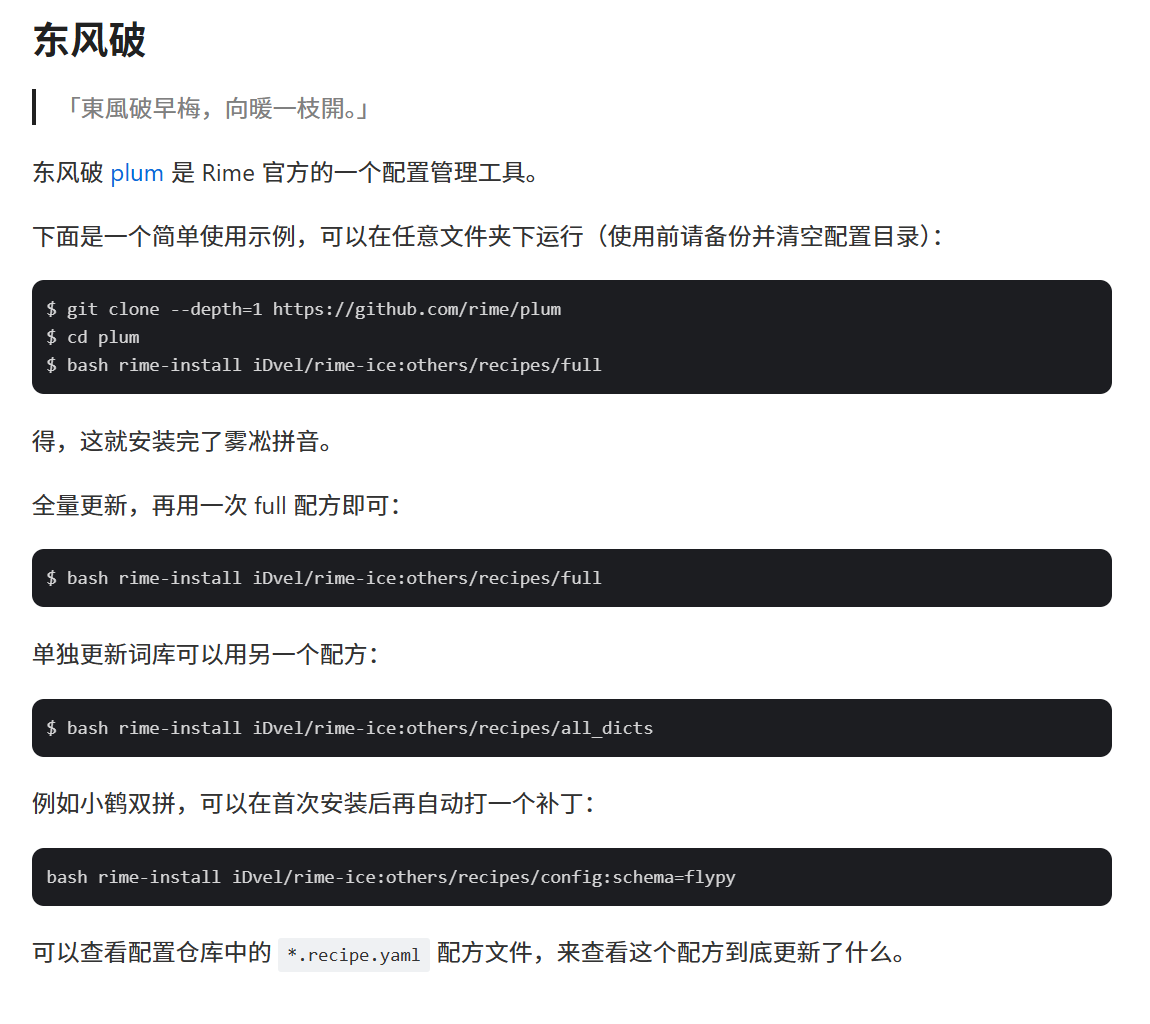 东风破
「東風破早梅，向暖一枝開。」
东风破 plum 是 Rime 官方的一个配置管理工具。
下面是一个简单使用示例，可以在任意文件夹下运行（使用前请备份并清空配置目录）：
$ git clone --depth=1 https://github.com/rime/plum
$ cd plum
$ bash rime-install iDvel/rime-ice:others/recipes/full
得，这就安装完了雾凇拼音。
全量更新，再用一次 full 配方即可：
$ bash rime-install iDvel/rime-ice:others/recipes/full
单独更新词库可以用另一个配方：
$ bash rime-install iDvel/rime-ice:others/recipes/all_dicts
例如小鹤双拼，可以在首次安装后再自动打一个补丁：
bash rime-install iDvel/rime-ice:others/recipes/config:schema=flypy
可以查看配置仓库中的 *.recipe.yaml 配方文件，来查看这个配方到底更新了什么。